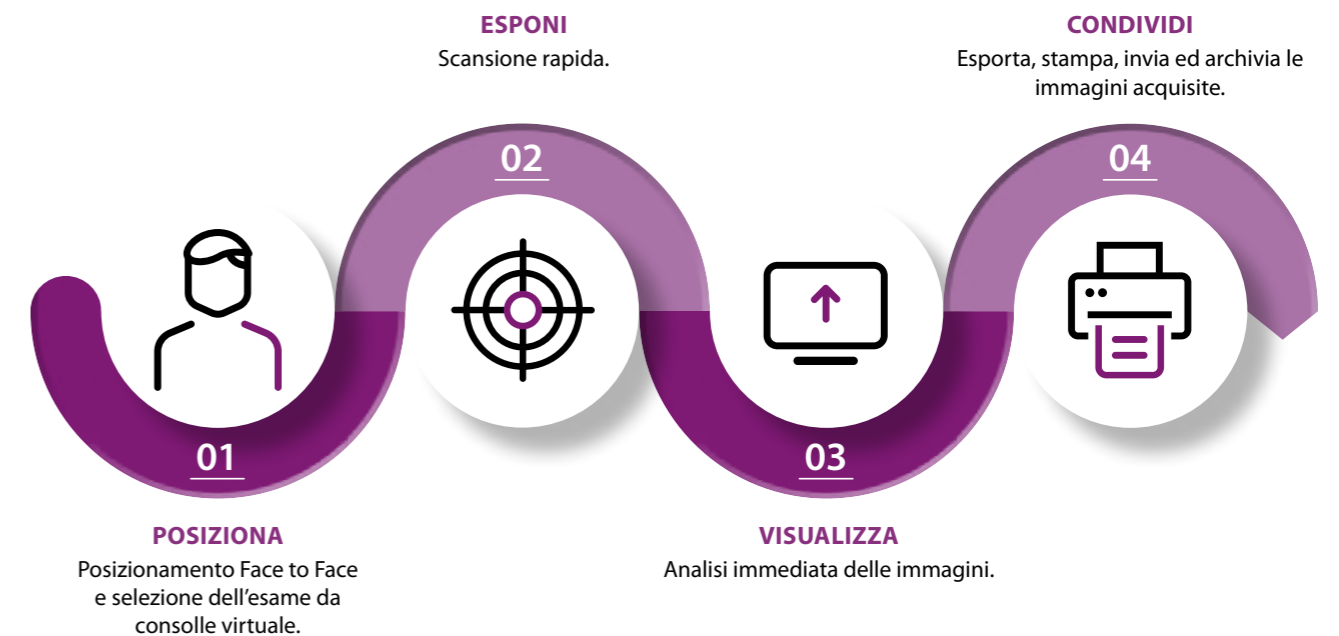 01
POSIZIONA
Posizionamento Face to Face
e selezione dell'esame da
consolle virtuale.
ESPONI
Scansione rapida.
02
03
VISUALIZZA
Analisi immediata delle immagini.
CONDIVIDI
Esporta, stampa, invia ed archivia le
immagini acquisite.
04